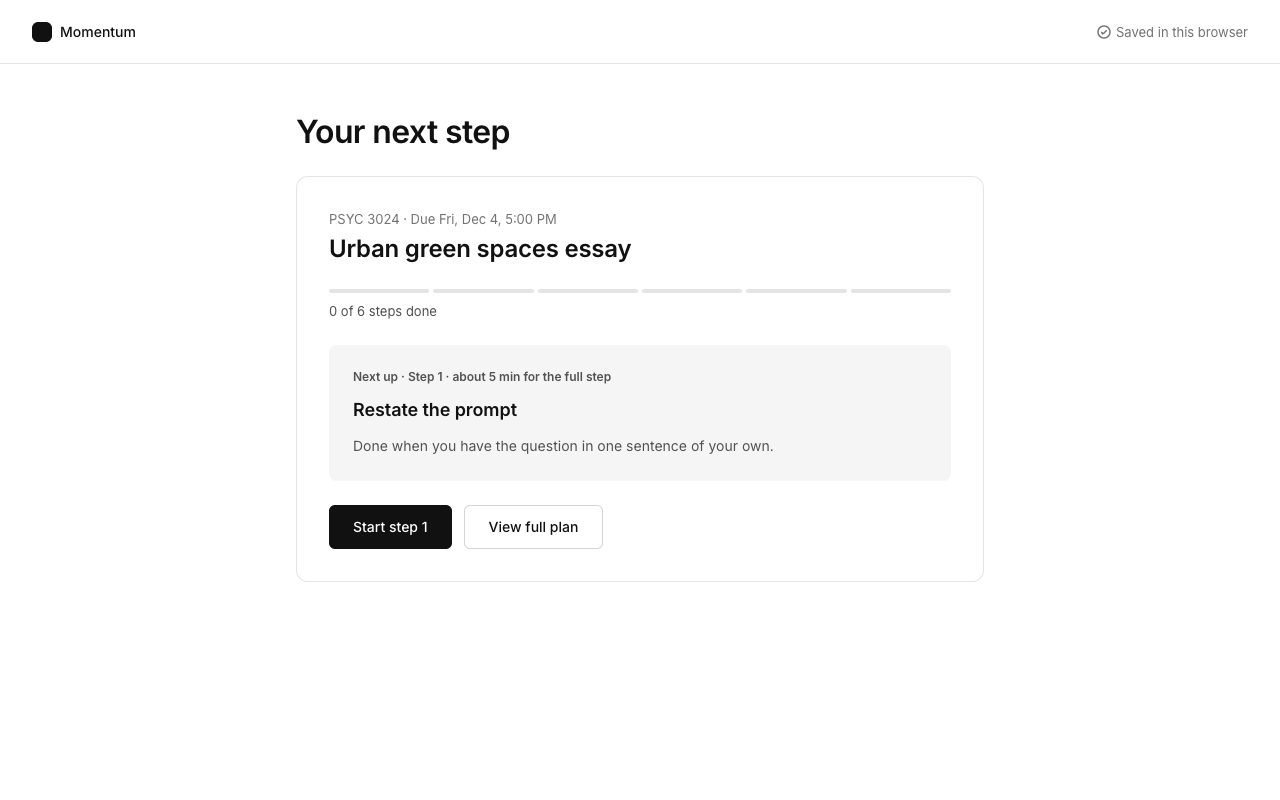 Momentum
Saved in this browser
Your next step
PSYC 3024 · Due Fri, Dec 4, 5:00 PM
Urban green spaces essay
0 of 6 steps done
Next up · Step 1 · about 5 min for the full step
Restate the prompt
Done when you have the question in one sentence of your own.
Start step 1
View full plan